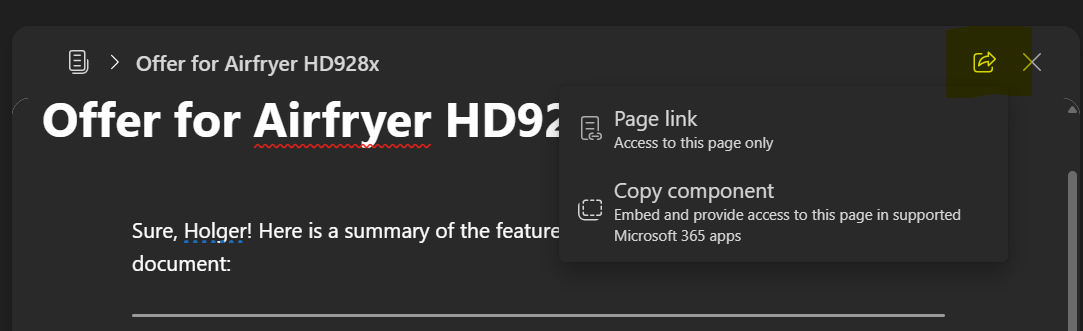 Offer for Airfryer HD928x
Offer for Airfryer HD92
Page link
Access to this page only
Copy component
Embed and provide access to this page in supported
Microsoft 365 apps
Sure, Holger! Here is a summary of the feature
document: